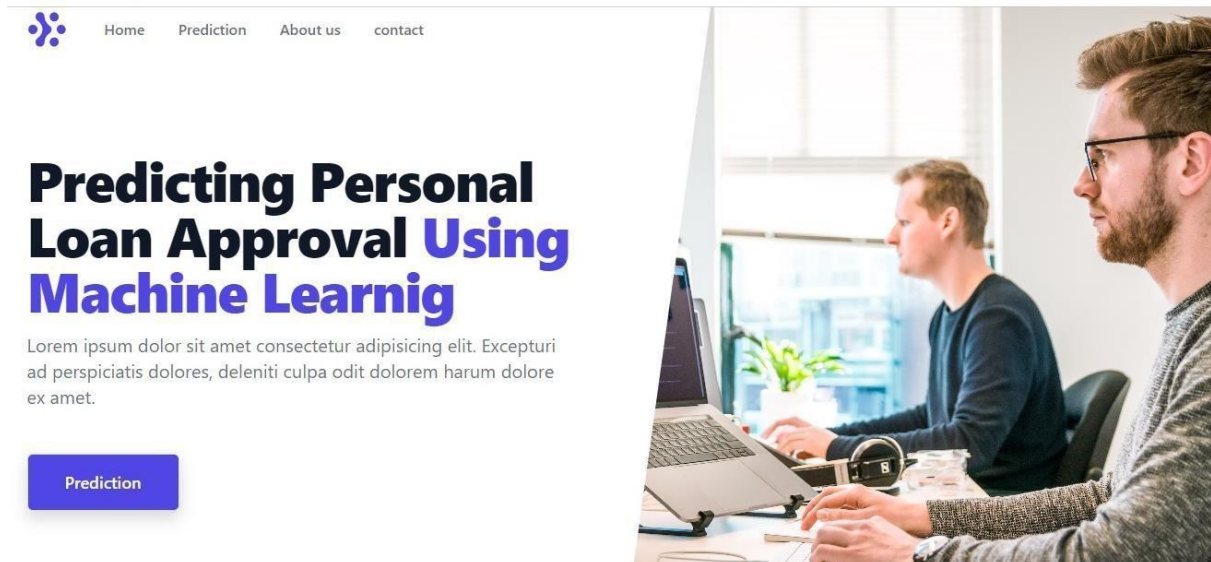 Home Prediction About us contact
Predicting Personal
Loan Approval Using
Machine Learnig
Lorem ipsum dolor sit amet consectetur adipisicing elit. Excepturi
ad perspiciatis dolores, deleniti culpa odit dolorem harum dolore
ex amet.
Prediction